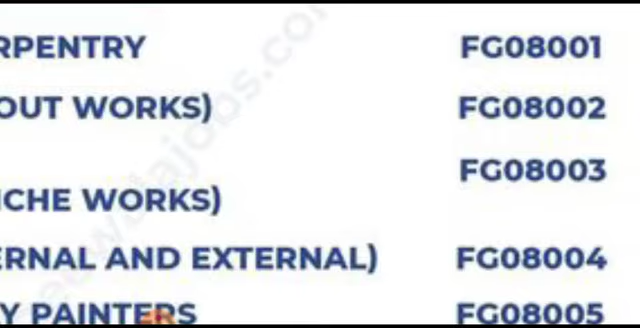 RPENTRY FG08001
OUT WORKS) FG08002
FG08003
ICHE WORKS)
ERNAL AND EXTERNAL) FG08004
Y PAINTERS FG08005